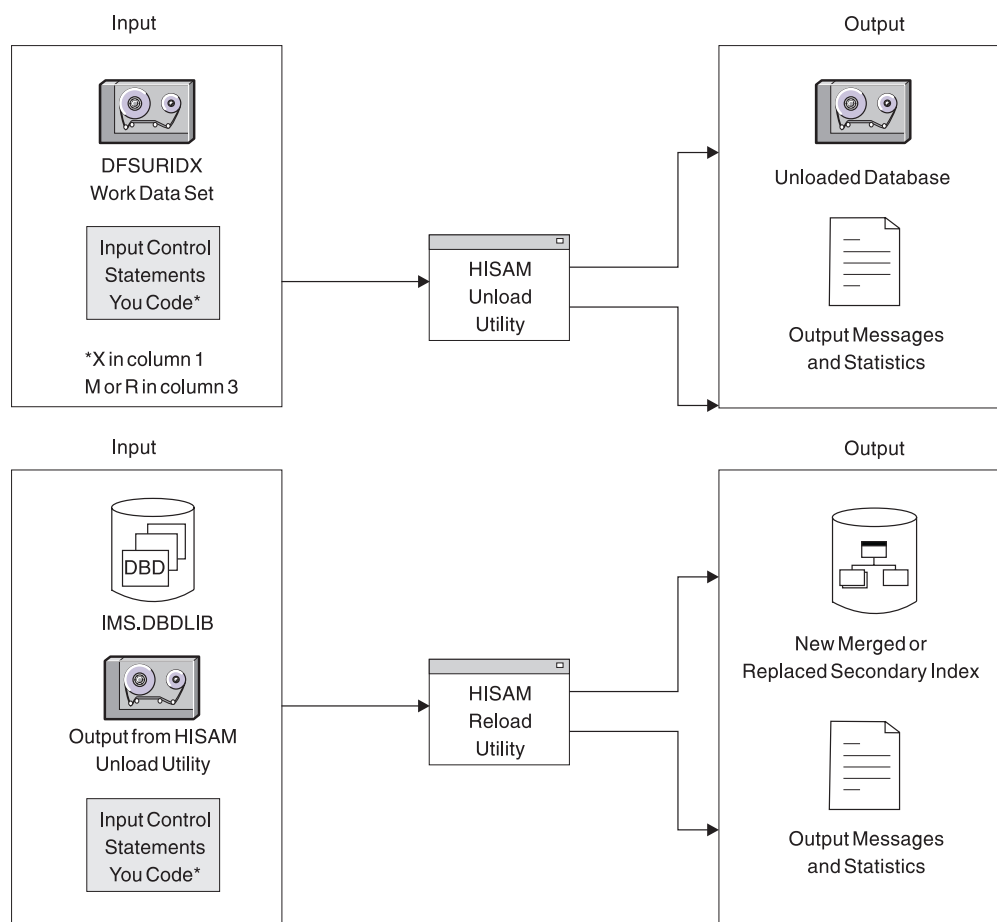 Input
Output
DFSURIDX
Work Data Set
Input Control
Statements
You Code*
*X in column 1
M or R in column 3
HISAM
Unload
Utility
Unloaded Database
Output Messages
and Statistics
Input
Output
DBD
IMS.DBDLIB
Output from HISAM
Unload Utility
Input Control
Statements
You Code*
HISAM
Reload
Utility
New Merged or
Replaced Secondary Index
Output Messages
and Statistics